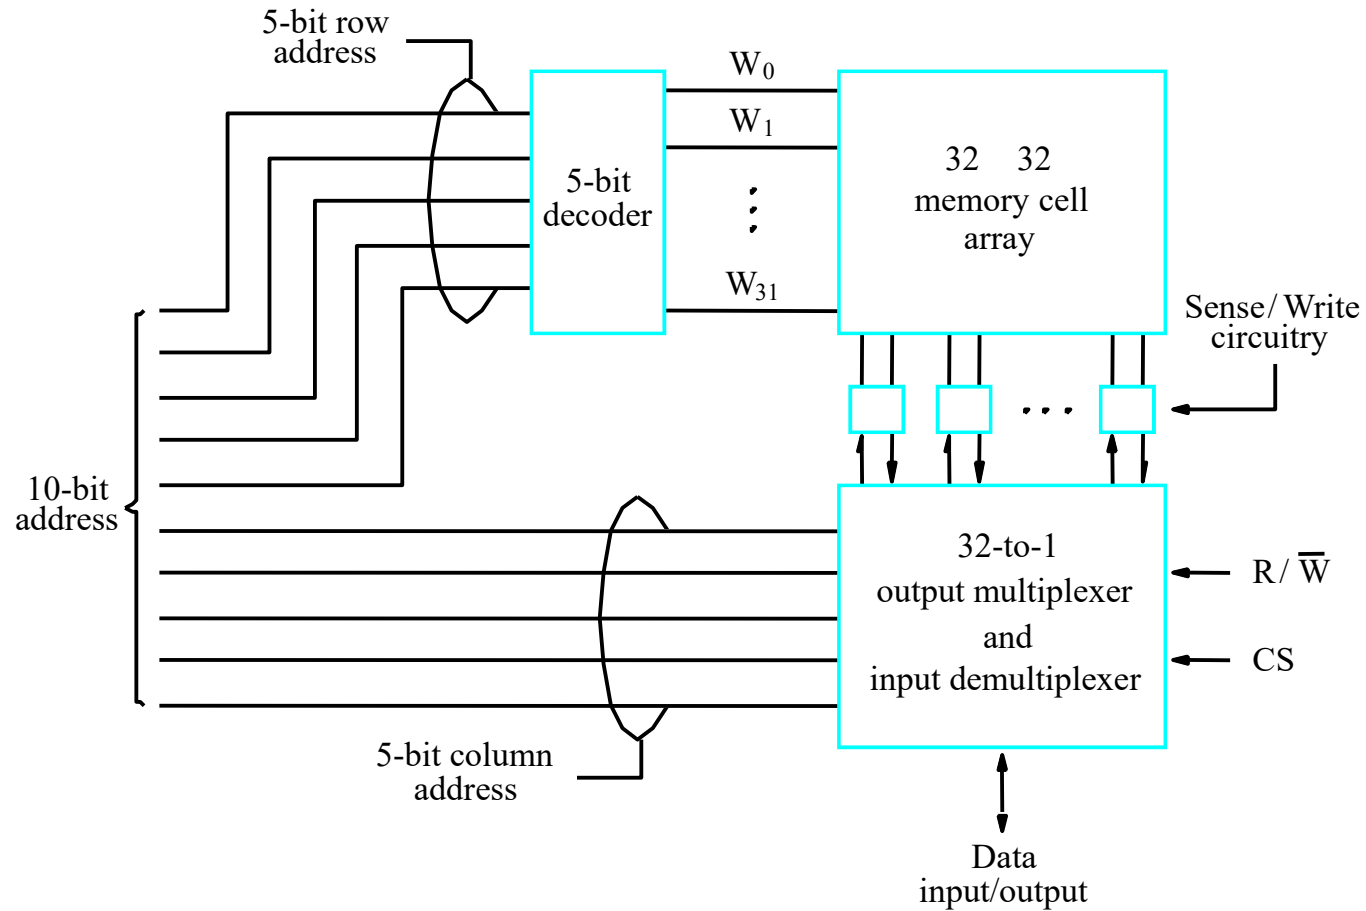 5-bit row
address
W0
W1
5-bit
decoder
W31
32 32
memory cell
array
Sense/ Write
circuitry
10-bit
address
32-to-1
output multiplexer
and
input demultiplexer
R/ W̅
CS
5-bit column
address
Data
input/output